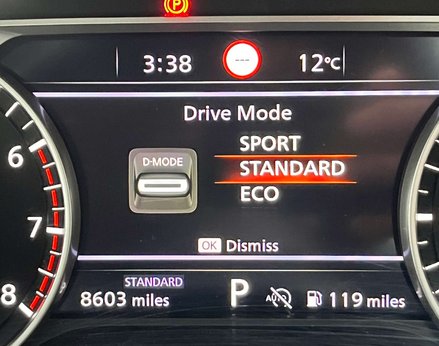 P
3:38 --- 12°C
Drive Mode
SPORT
D-MODE STANDARD
ECO
OK Dismiss
6
7
8
STANDARD
8603 miles P AUTO 119 miles